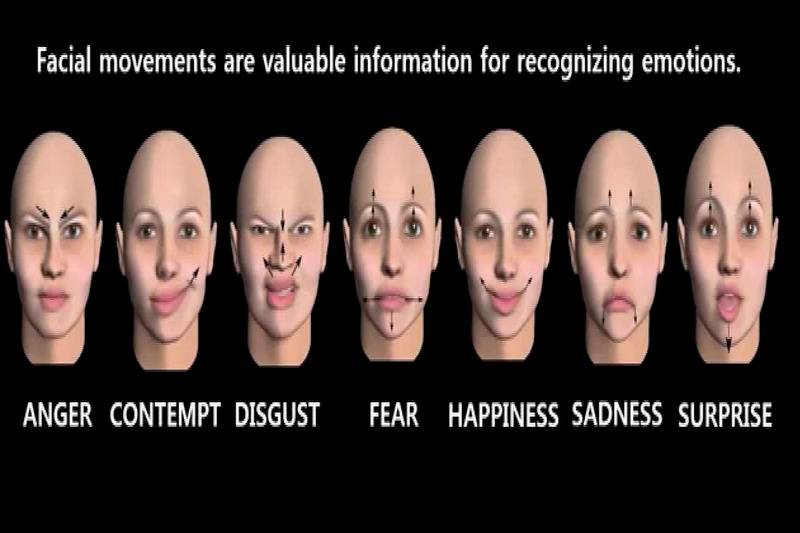 Facial movements are valuable information for recognizing emotions.
ANGER CONTEMPT DISGUST FEAR HAPPINESS SADNESS SURPRISE